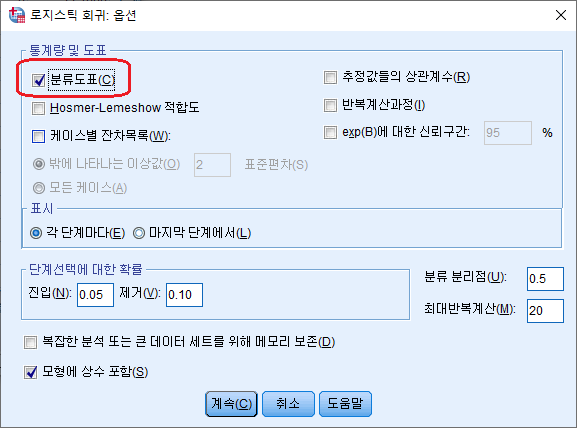 로지스틱 회귀: 옵션
통계량 및 도표
분류도표(C)
추정값들의 상관계수(R)
Hosmer-Lemeshow 적합도
반복계산과정(I)
케이스별 잔차목록(W):
exp(B)에 대한 신뢰구간: 95 %
밖에 나타나는 이상값(O) 2 표준편차(S)
모든 케이스(A)
표시
각 단계마다(E) 마지막 단계에서(L)
단계선택에 대한 확률
진입(N): 0.05 제거(V): 0.10
분류 분리점(U): 0.5
최대반복계산(M): 20
복잡한 분석 또는 큰 데이터 세트를 위해 메모리 보존(D)
모형에 상수 포함(S)
계속(C) 취소 도움말